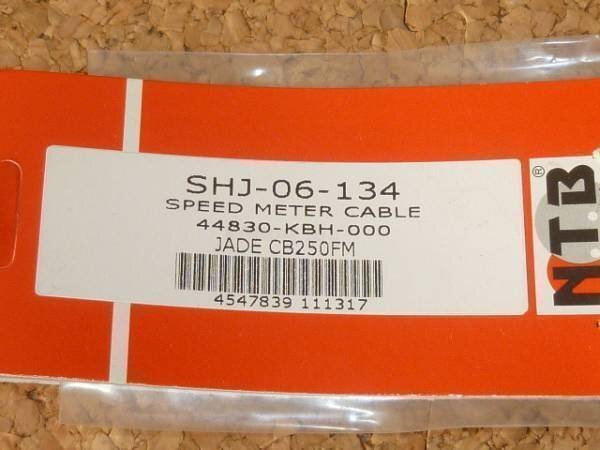 SHJ-06-134
SPEED METER CABLE
44830-KBH-000
JADE CB250FM
4547839 111317
NTB®